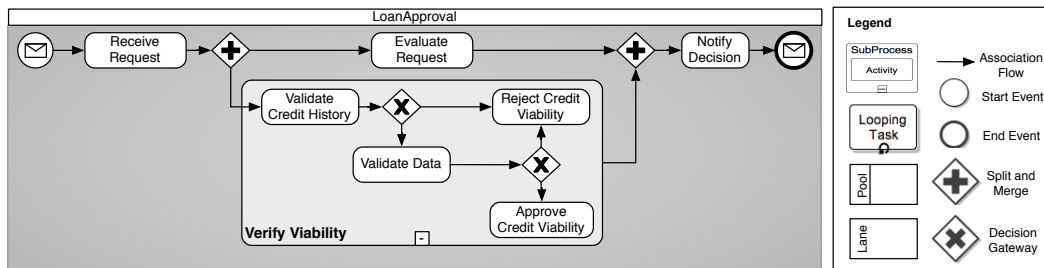 LoanApproval
Receive
Request
Evaluate
Request
Notify
Decision
Validate
Credit History
Reject Credit
Viability
Validate Data
Approve
Credit Viability
Verify Viability
-
Legend
SubProcess
Activity
Association
Flow
Start Event
Looping
Task
End Event
Pool
Split and
Merge
Lane
Decision
Gateway